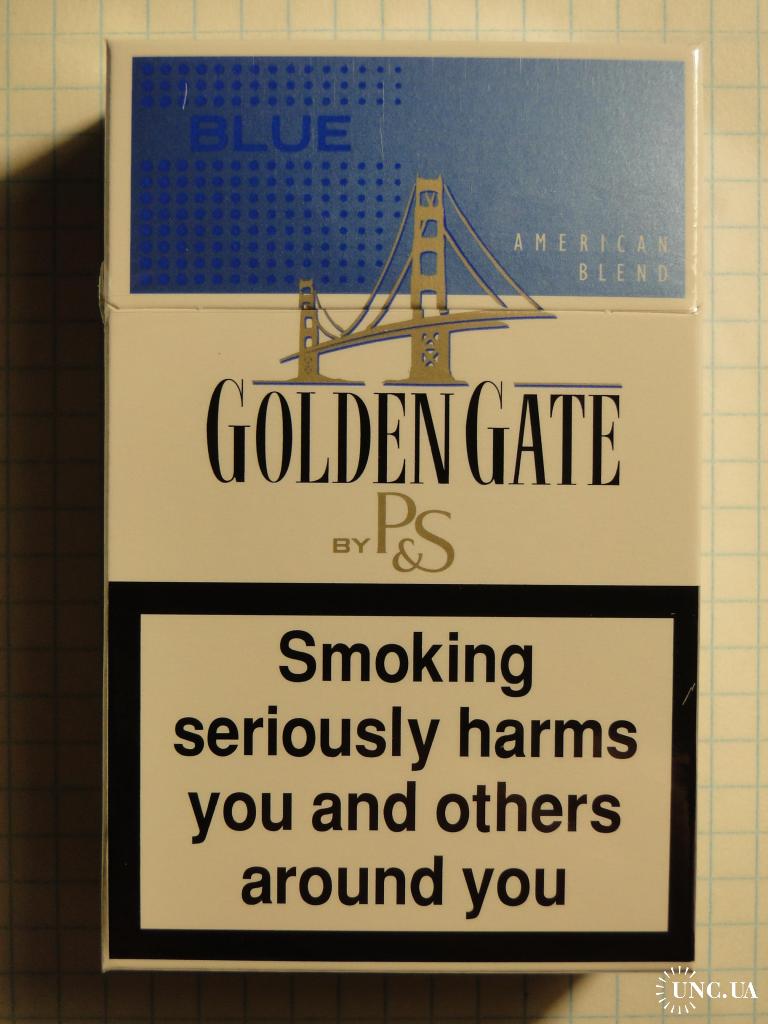 BLUE
AMERICAN
BLEND
GOLDEN GATE
BY P&S
Smoking
seriously harms
you and others
around you
UNC.UA